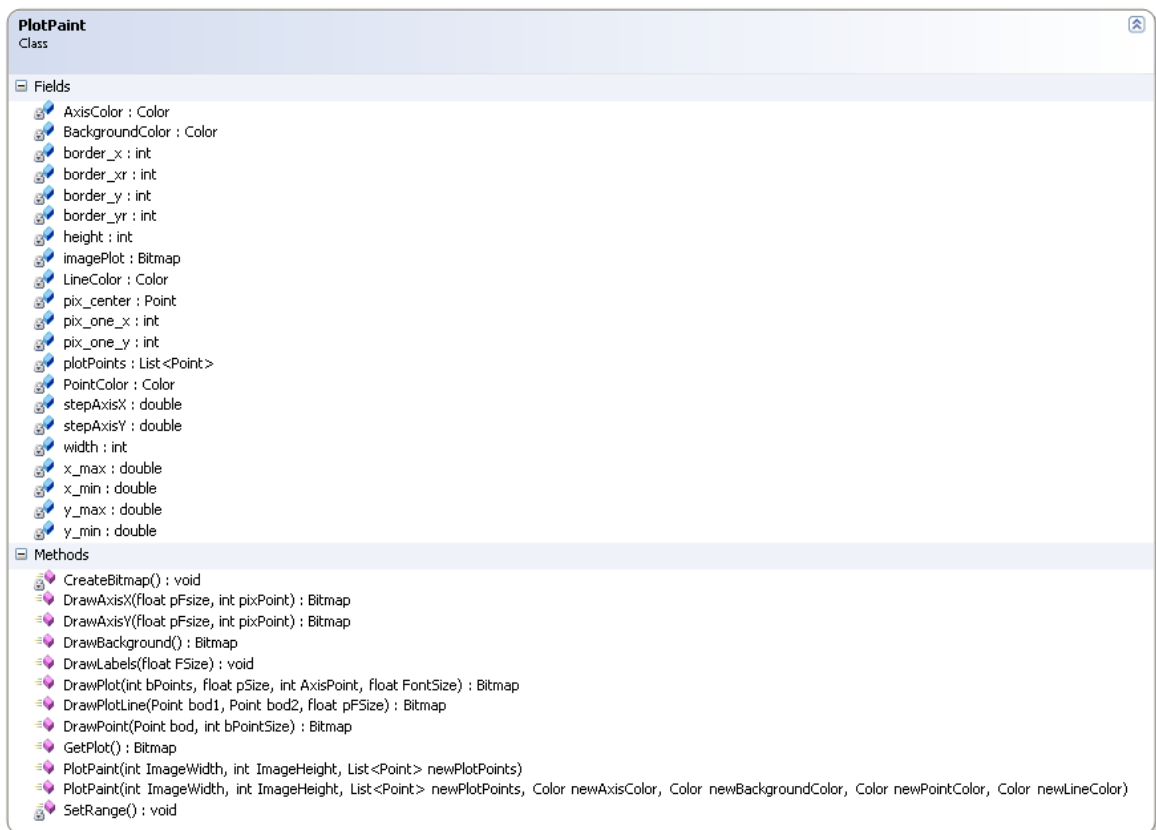 PlotPaint
Class
Fields
AxisColor : Color
BackgroundColor : Color
border_x : int
border_xr : int
border_y : int
border_yr : int
height : int
imagePlot : Bitmap
LineColor : Color
pix_center : Point
pix_one_x : int
pix_one_y : int
plotPoints : List<Point>
PointColor : Color
stepAxisX : double
stepAxisY : double
width : int
x_max : double
x_min : double
y_max : double
y_min : double
Methods
CreateBitmap() : void
DrawAxisX(float pFsize, int pixPoint) : Bitmap
DrawAxisY(float pFsize, int pixPoint) : Bitmap
DrawBackground() : Bitmap
DrawLabels(float FSize) : void
DrawPlot(int bPoints, float pSize, int AxisPoint, float FontSize) : Bitmap
DrawPlotLine(Point bod1, Point bod2, float pFSize) : Bitmap
DrawPoint(Point bod, int bPointSize) : Bitmap
GetPlot() : Bitmap
PlotPaint(int ImageWidth, int ImageHeight, List<Point> newPlotPoints)
PlotPaint(int ImageWidth, int ImageHeight, List<Point> newPlotPoints, Color newAxisColor, Color newBackgroundColor, Color newPointColor, Color newLineColor)
SetRange() : void